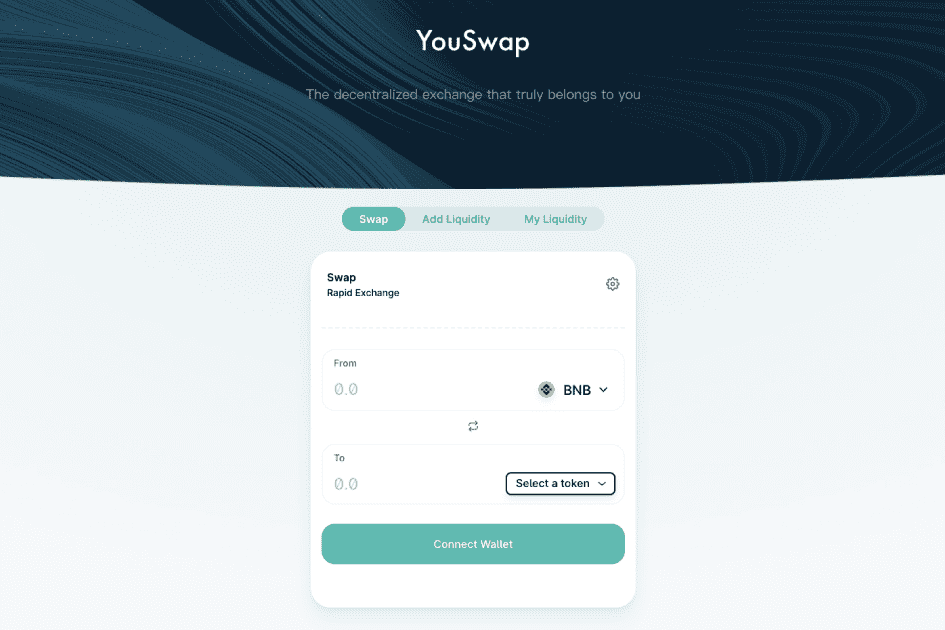 YouSwap
The decentralized exchange that truly belongs to you
Swap
Add Liquidity
My Liquidity
Swap
Rapid Exchange
From
0.0
BNB
To
0.0
Select a token
Connect Wallet